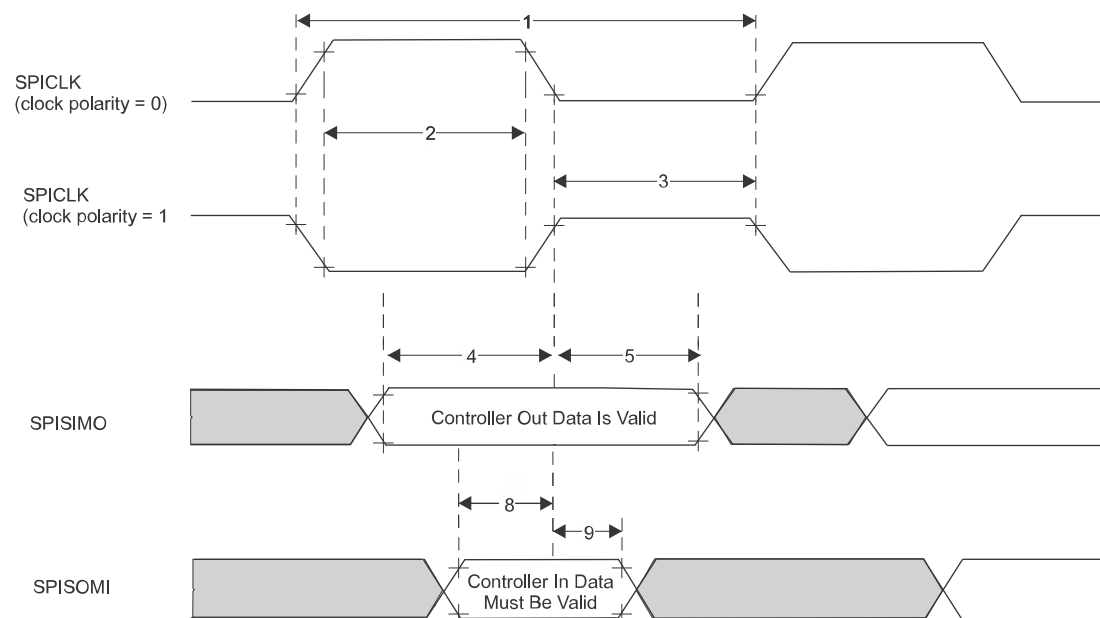 1
SPICLK
(clock polarity = 0)
2
3
SPICLK
(clock polarity = 1
4
5
SPISIMO
Controller Out Data Is Valid
8
9
SPISOMI
Controller In Data
Must Be Valid